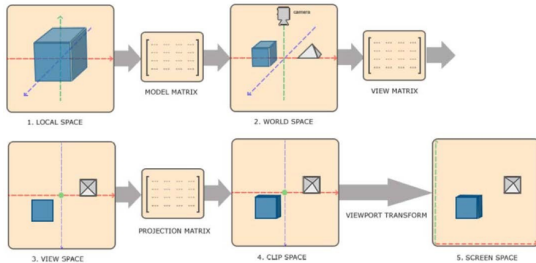 camera
MODEL MATRIX
VIEW MATRIX
1. LOCAL SPACE
2. WORLD SPACE
PROJECTION MATRIX
VIEWPORT TRANSFORM
3. VIEW SPACE
4. CLIP SPACE
5. SCREEN SPACE